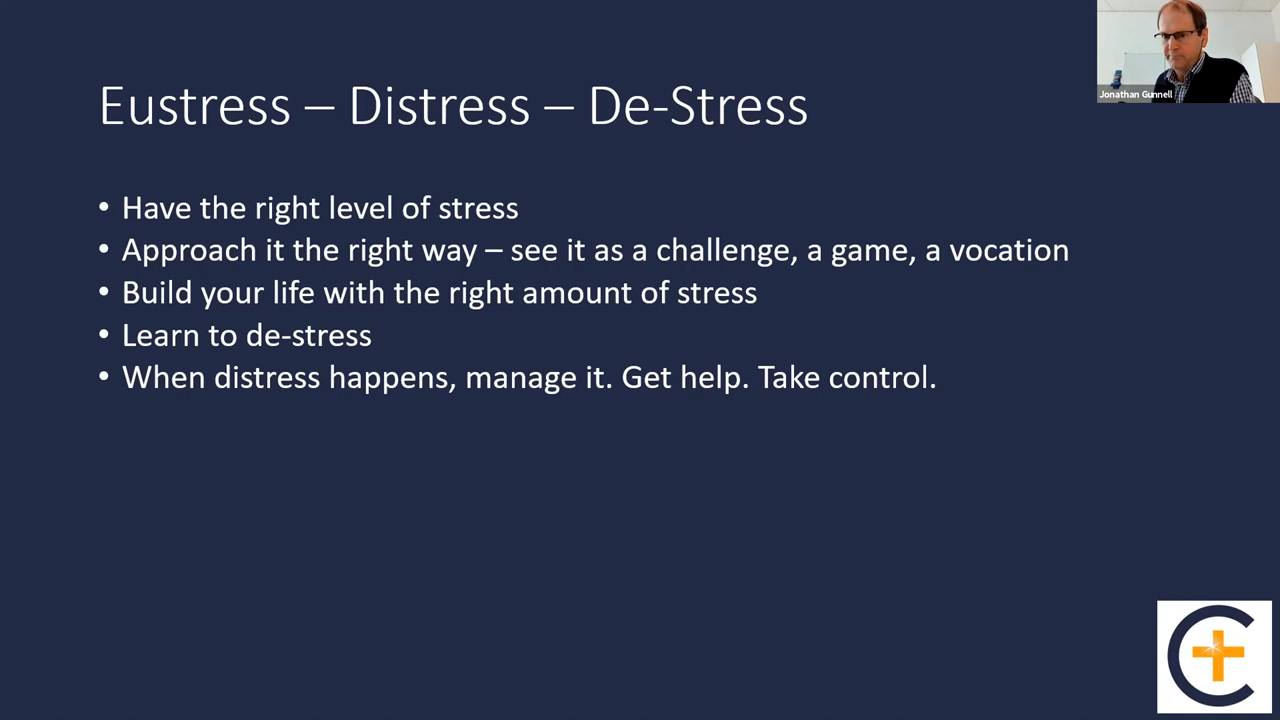 Jonathan Gunnell
Eustress – Distress – De-Stress
• Have the right level of stress
• Approach it the right way – see it as a challenge, a game, a vocation
• Build your life with the right amount of stress
• Learn to de-stress
• When distress happens, manage it. Get help. Take control.